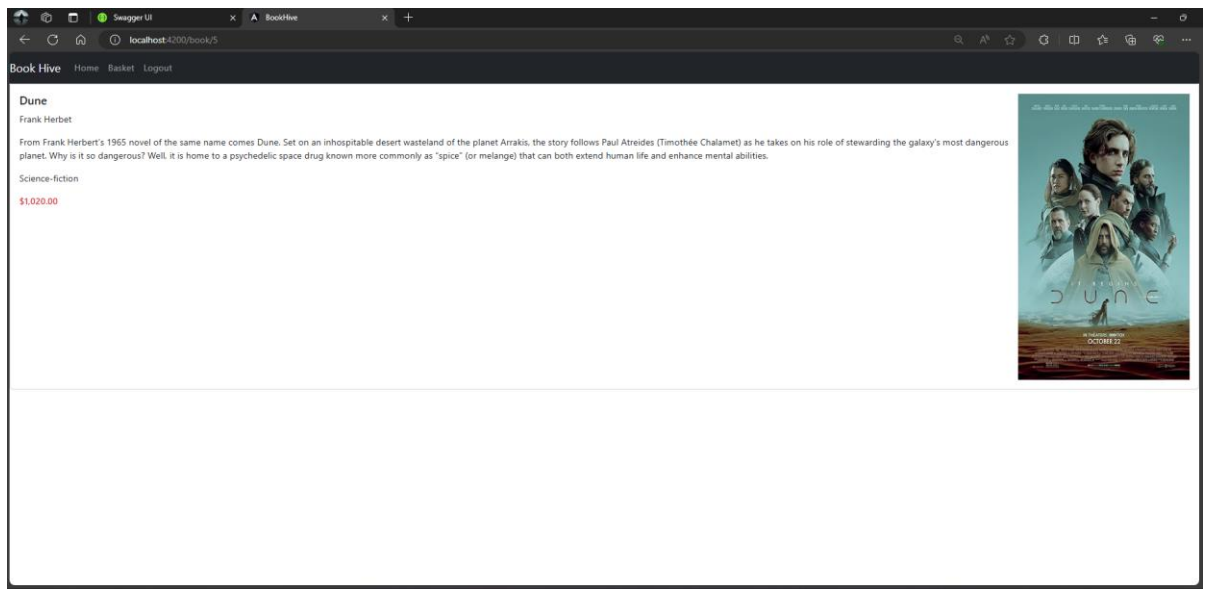 Swagger UI
BookHive
localhost:4200/book/5
Book Hive Home Basket Logout
Dune
Frank Herbet
From Frank Herbert's 1965 novel of the same name comes Dune. Set on an inhospitable desert wasteland of the planet Arrakis, the story follows Paul Atreides (Timothée Chalamet) as he takes on his role of stewarding the galaxy's most dangerous
planet. Why is it so dangerous? Well, it is home to a psychedelic space drug known more commonly as "spice" (or melange) that can both extend human life and enhance mental abilities.
Science-fiction
$1,020.00
IT BEGINS
DUNE
OCTOBER 22